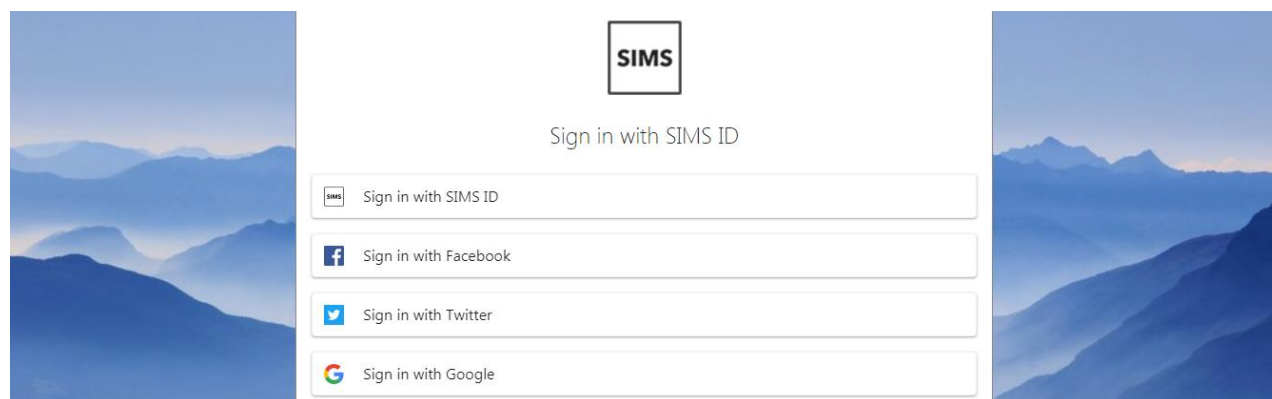 SIMS
Sign in with SIMS ID
SIMS Sign in with SIMS ID
Sign in with Facebook
Sign in with Twitter
Sign in with Google